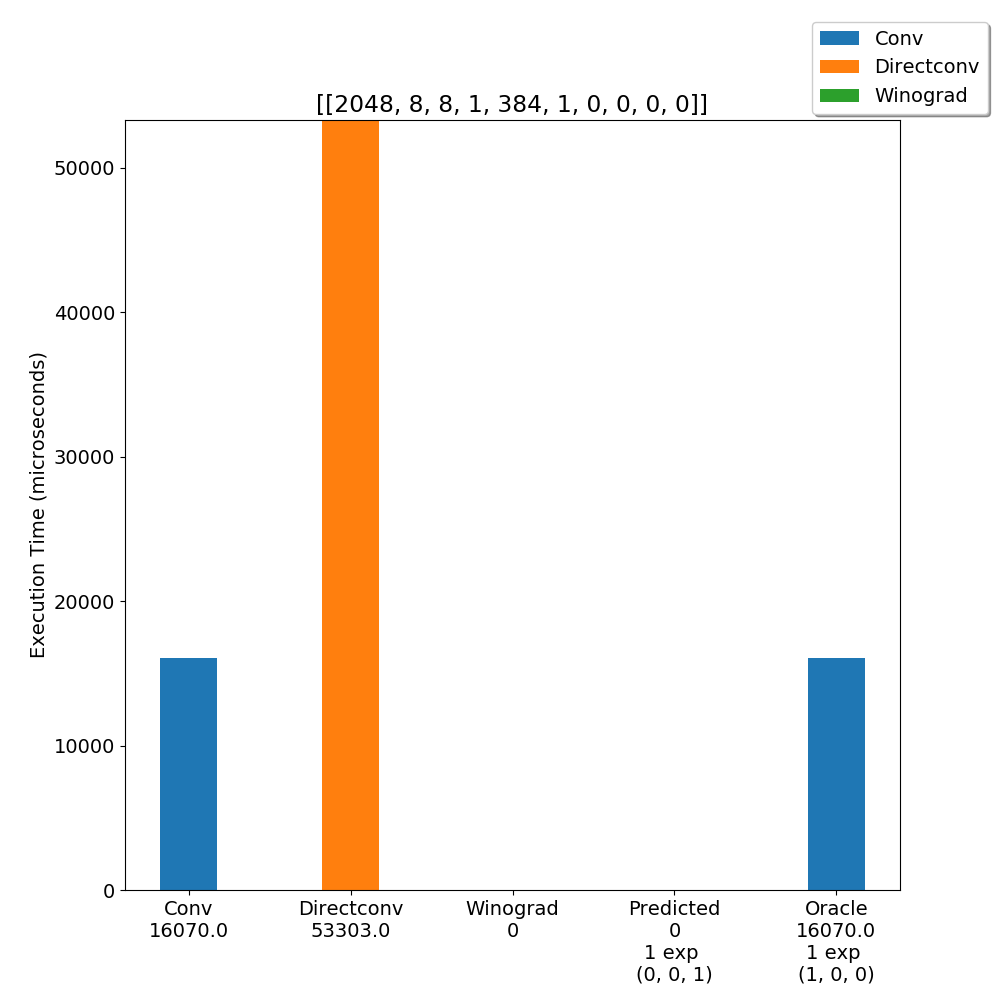 Conv
Directconv
Winograd
[[2048, 8, 8, 1, 384, 1, 0, 0, 0, 0]]
Execution Time (microseconds)
50000
40000
30000
20000
10000
0
Conv
16070.0
Directconv
53303.0
Winograd
0
Predicted
0
1 exp
(0, 0, 1)
Oracle
16070.0
1 exp
(1, 0, 0)